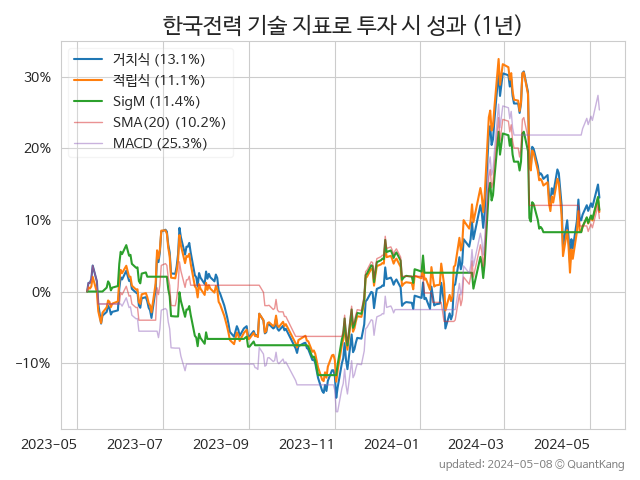 한국전력 기술 지표로 투자 시 성과 (1년)
거치식 (13.1%)
적립식 (11.1%)
SigM (11.4%)
SMA(20) (10.2%)
MACD (25.3%)
30%
20%
10%
0%
−10%
2023−05 2023−07 2023−09 2023−11 2024−01 2024−03 2024−05
updated: 2024-05-08 © QuantKang